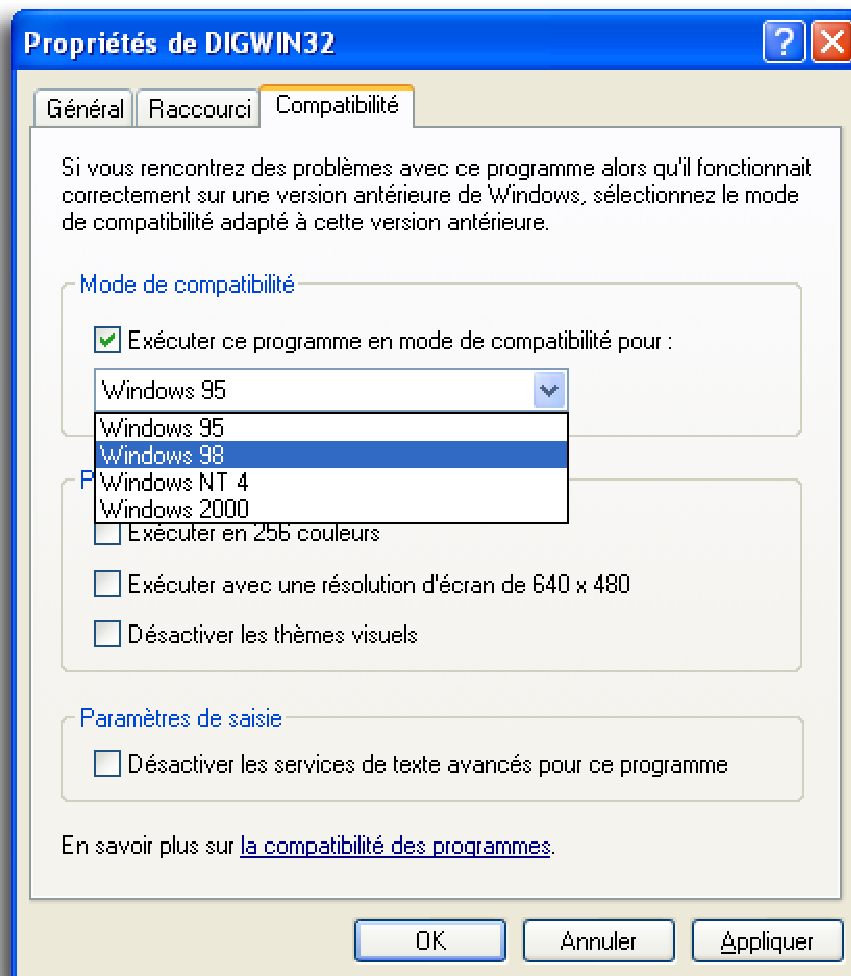 Propriétés de DIGWIN32
Général
Raccourci
Compatibilité
Si vous rencontrez des problèmes avec ce programme alors qu'il fonctionnait
correctement sur une version antérieure de Windows, sélectionnez le mode
de compatibilité adapté à cette version antérieure.
Mode de compatibilité
Exécuter ce programme en mode de compatibilité pour :
Windows 95
Windows 95
Windows 98
Windows NT 4
Windows 2000
Exécuter en 256 couleurs
Exécuter avec une résolution d'écran de 640 x 480
Désactiver les thèmes visuels
Paramètres de saisie
Désactiver les services de texte avancés pour ce programme
En savoir plus sur la compatibilité des programmes.
OK
Annuler
Appliquer